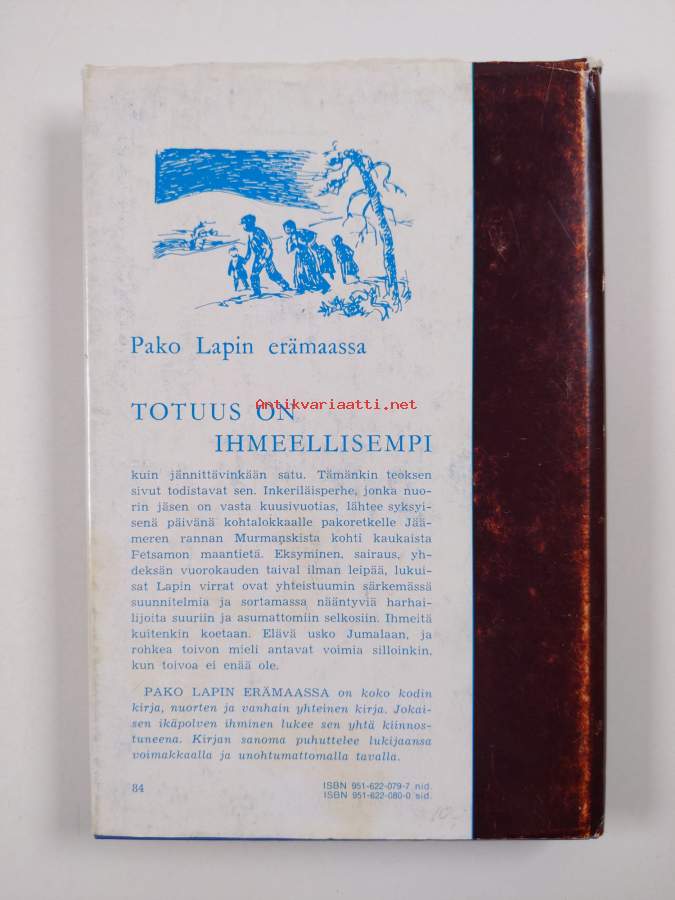 Pako Lapin erämaassa
Antikvariaatti.net
TOTUUS ON
IHMEELLISEMPI
kuin jännittävinkään satu. Tämänkin teoksen
sivut todistavat sen. Inkeriläisperhe, jonka nuo-
rin jäsen on vasta kuusivuotias, lähtee syksyi-
senä päivänä kohtalokkaalle pakoretkelle Jää-
meren rannan Murmanskista kohti kaukaista
Petsamon maantietä. Eksyminen, sairaus, yh-
deksän vuorokauden taival ilman leipää, lukui-
sat Lapin virrat ovat yhteistuumin särkemässä
suunnitelmia ja sortamassa nääntyviä harhai-
lijoita suuriin ja asumattomiin selkosiin. Ihmeitä
kuitenkin koetaan. Elävä usko Jumalaan, ja
rohkea toivon mieli antavat voimia silloinkin,
kun toivoa ei enää ole.
PAKO LAPIN ERÄMAASSA on koko kodin
kirja, nuorten ja vanhain yhteinen kirja. Jokai-
sen ikäpolven ihminen lukee sen yhtä kiinnos-
tuneena. Kirjan sanoma puhuttelee lukijaansa
voimakkaalla ja unohtumattomalla tavalla.
84
ISBN 951-622-079-7 nid.
ISBN 951-622-080-0 sid.
10,-